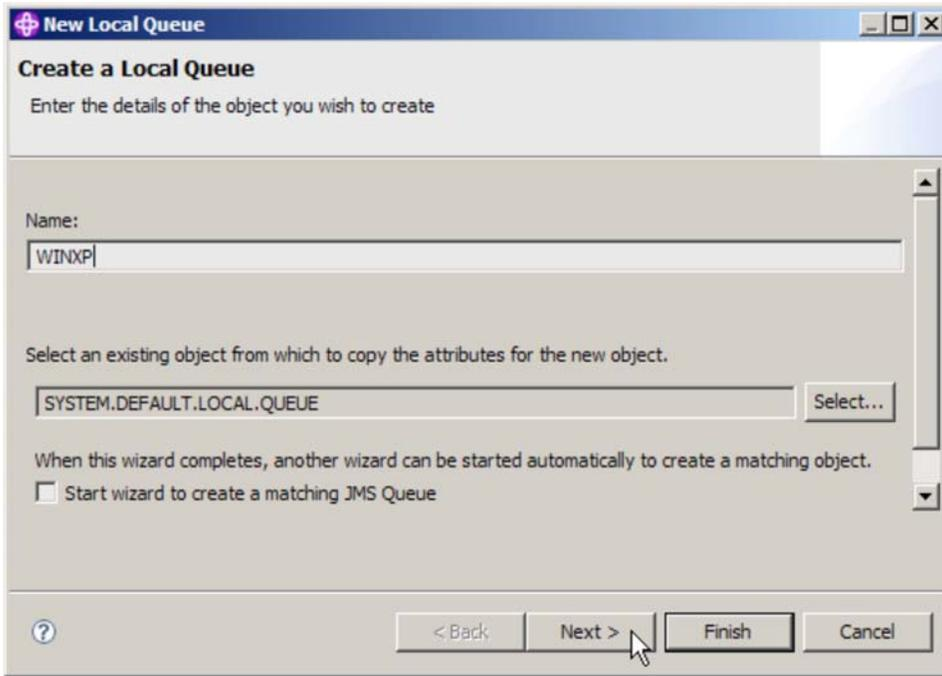 New Local Queue
Create a Local Queue
Enter the details of the object you wish to create
Name:
WINXP
Select an existing object from which to copy the attributes for the new object.
SYSTEM.DEFAULT.LOCAL.QUEUE
Select...
When this wizard completes, another wizard can be started automatically to create a matching object.
Start wizard to create a matching JMS Queue
?
< Back
Next >
Finish
Cancel